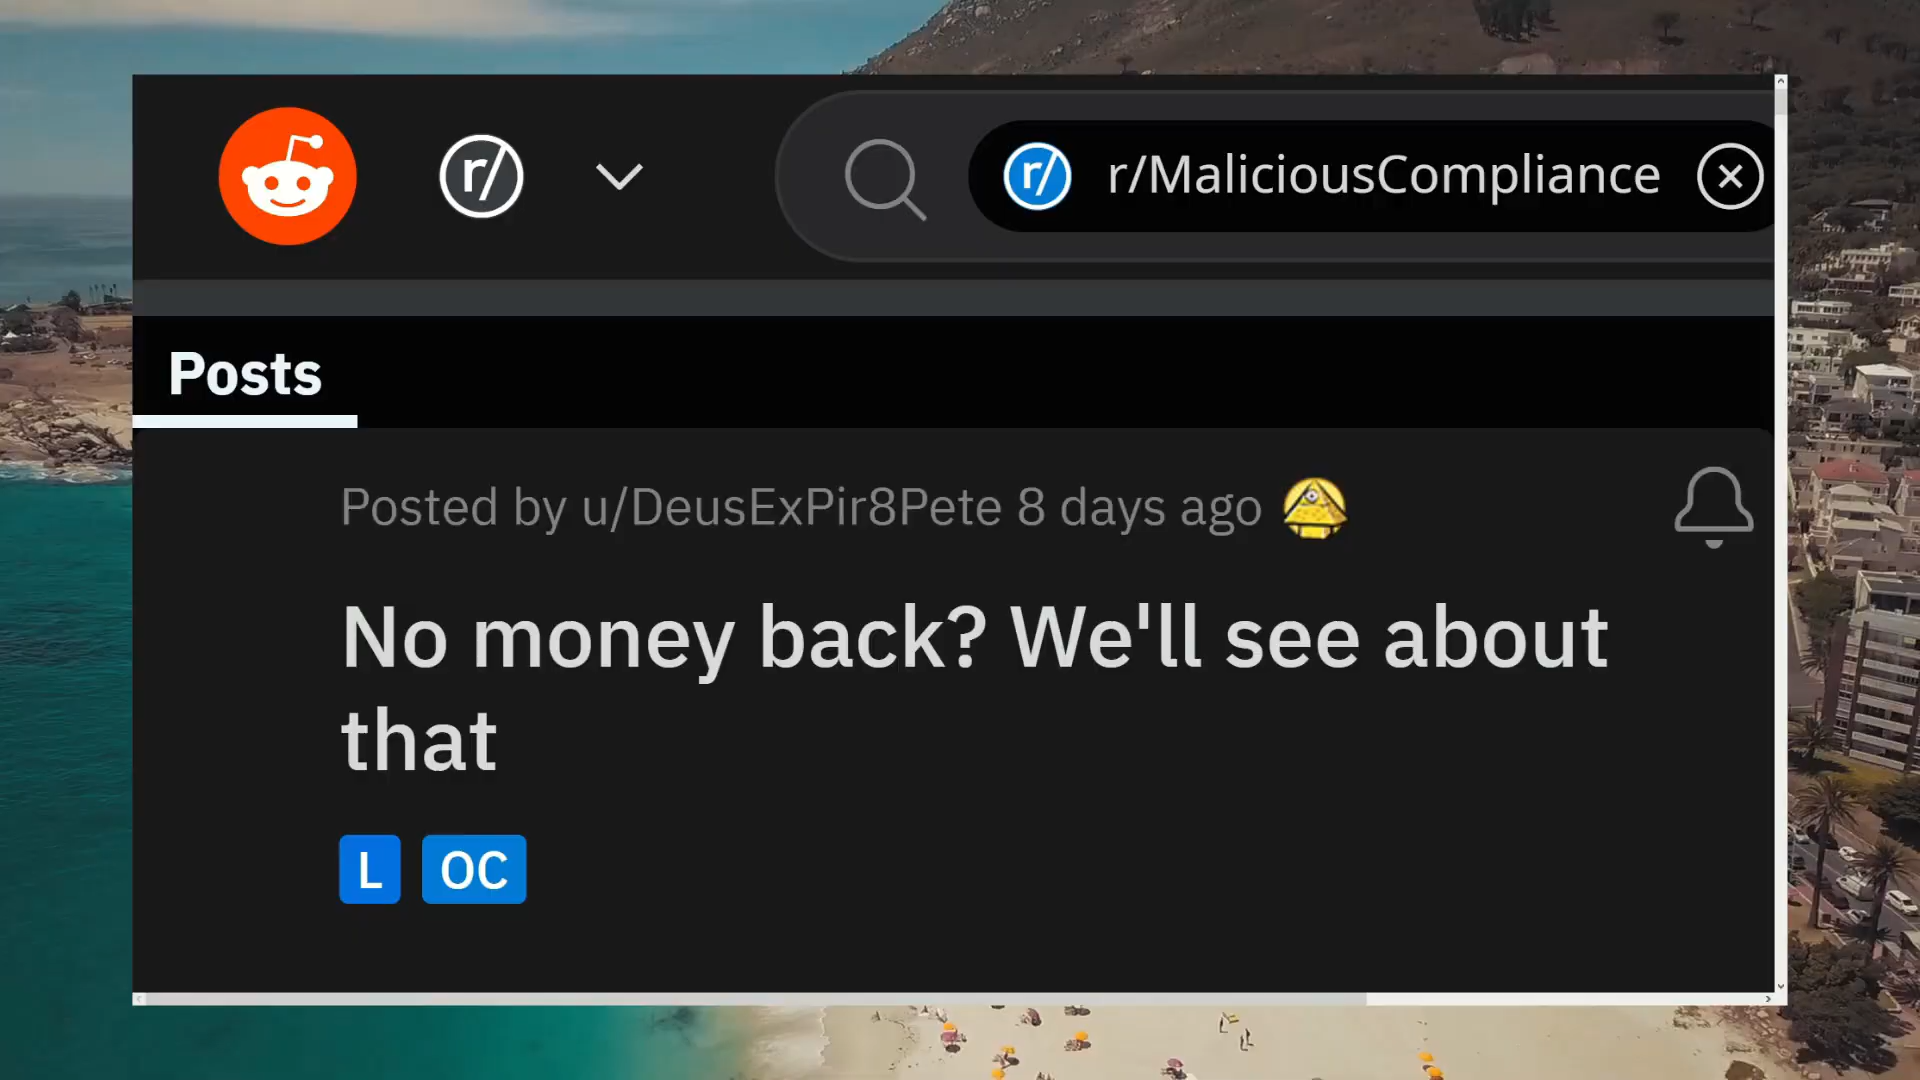 r/
r/ r/MaliciousCompliance
Posts
Posted by u/DeusExPir8Pete 8 days ago
No money back? We'll see about
that
L OC